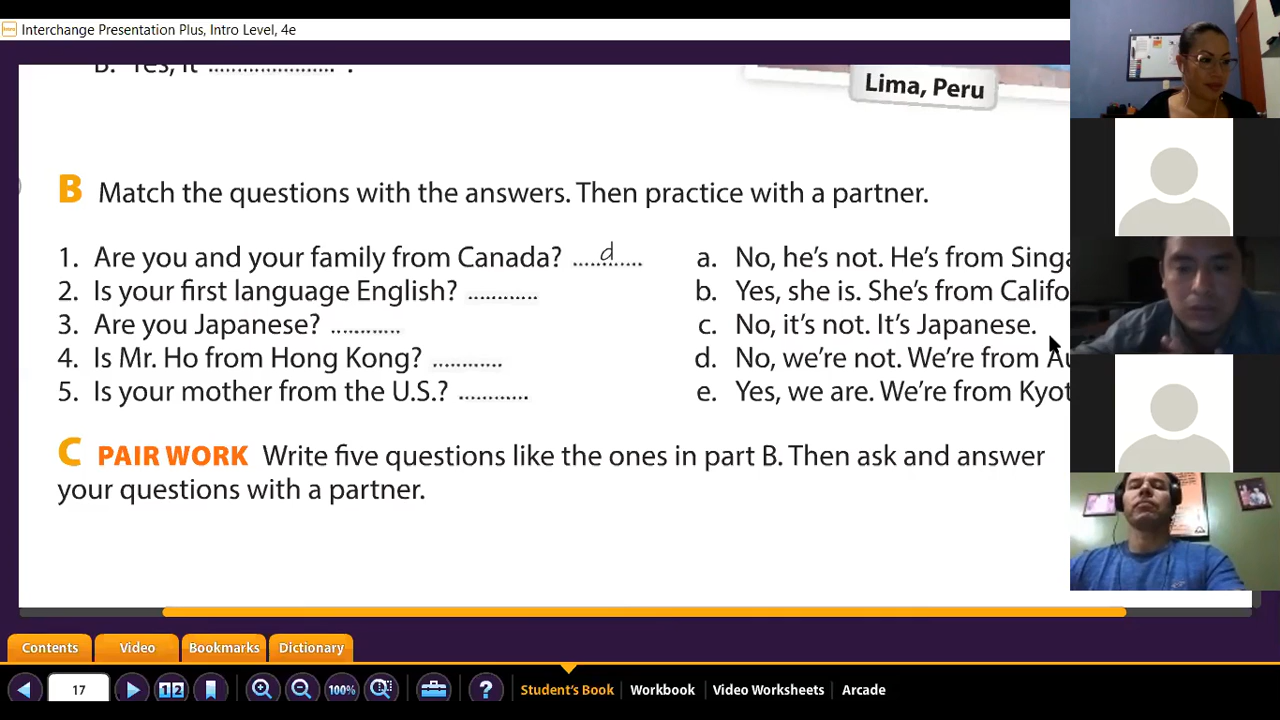 Interchange Presentation Plus, Intro Level, 4e
B. Yes, it ..................... .
Lima, Peru
B Match the questions with the answers. Then practice with a partner.
1. Are you and your family from Canada? ....d....
2. Is your first language English? ............
3. Are you Japanese? ............
4. Is Mr. Ho from Hong Kong? ............
5. Is your mother from the U.S.? ............
a. No, he's not. He's from Singa
b. Yes, she is. She's from Califo
c. No, it's not. It's Japanese.
d. No, we're not. We're from Au
e. Yes, we are. We're from Kyot
C PAIR WORK Write five questions like the ones in part B. Then ask and answer
your questions with a partner.
Contents Video Bookmarks Dictionary
17 12 100% ? Student's Book Workbook Video Worksheets Arcade